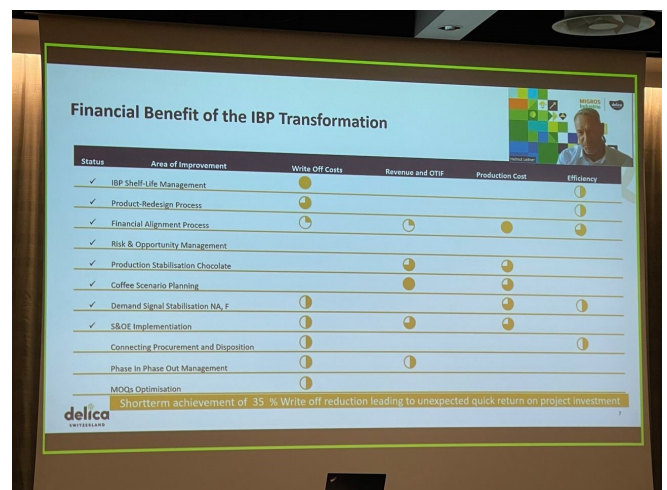 Financial Benefit of the IBP Transformation
MIGROS
Industrie
delica
Status Area of Improvement Write Off Costs Revenue and OTIF Production Cost Efficiency
✓ IBP Shelf-Life Management
✓ Product-Redesign Process
✓ Financial Alignment Process
✓ Risk & Opportunity Management
✓ Production Stabilisation Chocolate
✓ Coffee Scenario Planning
✓ Demand Signal Stabilisation NA, F
✓ S&OE Implementiation
Connecting Procurement and Disposition
Phase In Phase Out Management
MOQs Optimisation
Shortterm achievement of 35 % Write off reduction leading to unexpected quick return on project investment
delica
SWITZERLAND